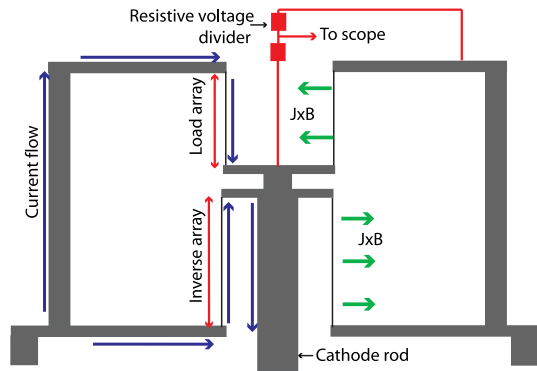 Resistive voltage
divider
To scope
Load array
JxB
Current flow
Inverse array
JxB
Cathode rod